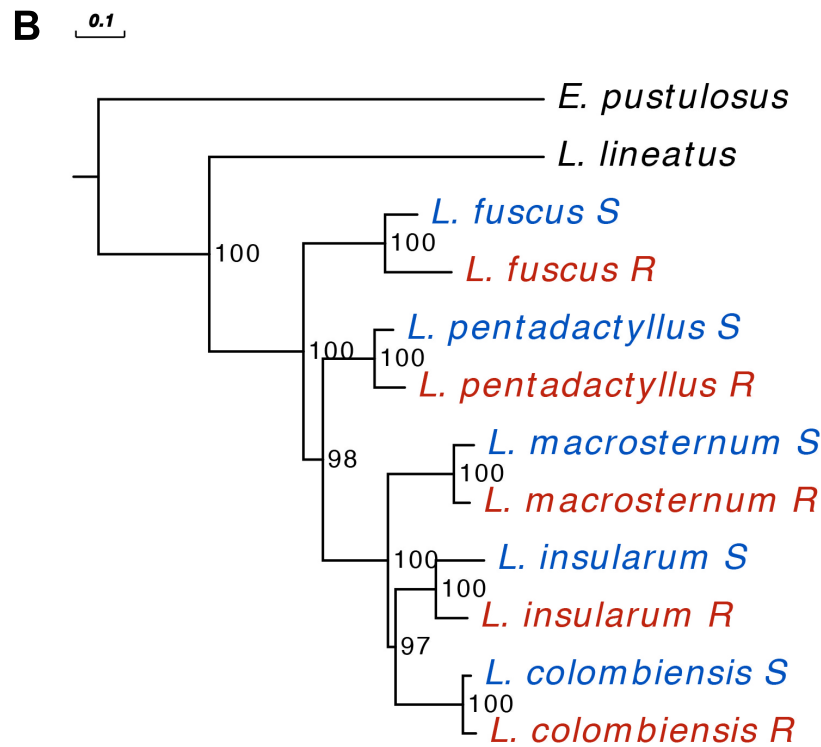 B
0.1
E. pustulosus
L. lineatus
L. fuscus S
100
100
L. fuscus R
L. pentadactyllus S
100
100
L. pentadactyllus R
L. macrosternum S
98
100
L. macrosternum R
100
L. insularum S
100
L. insularum R
97
L. colombiensis S
100
L. colombiensis R